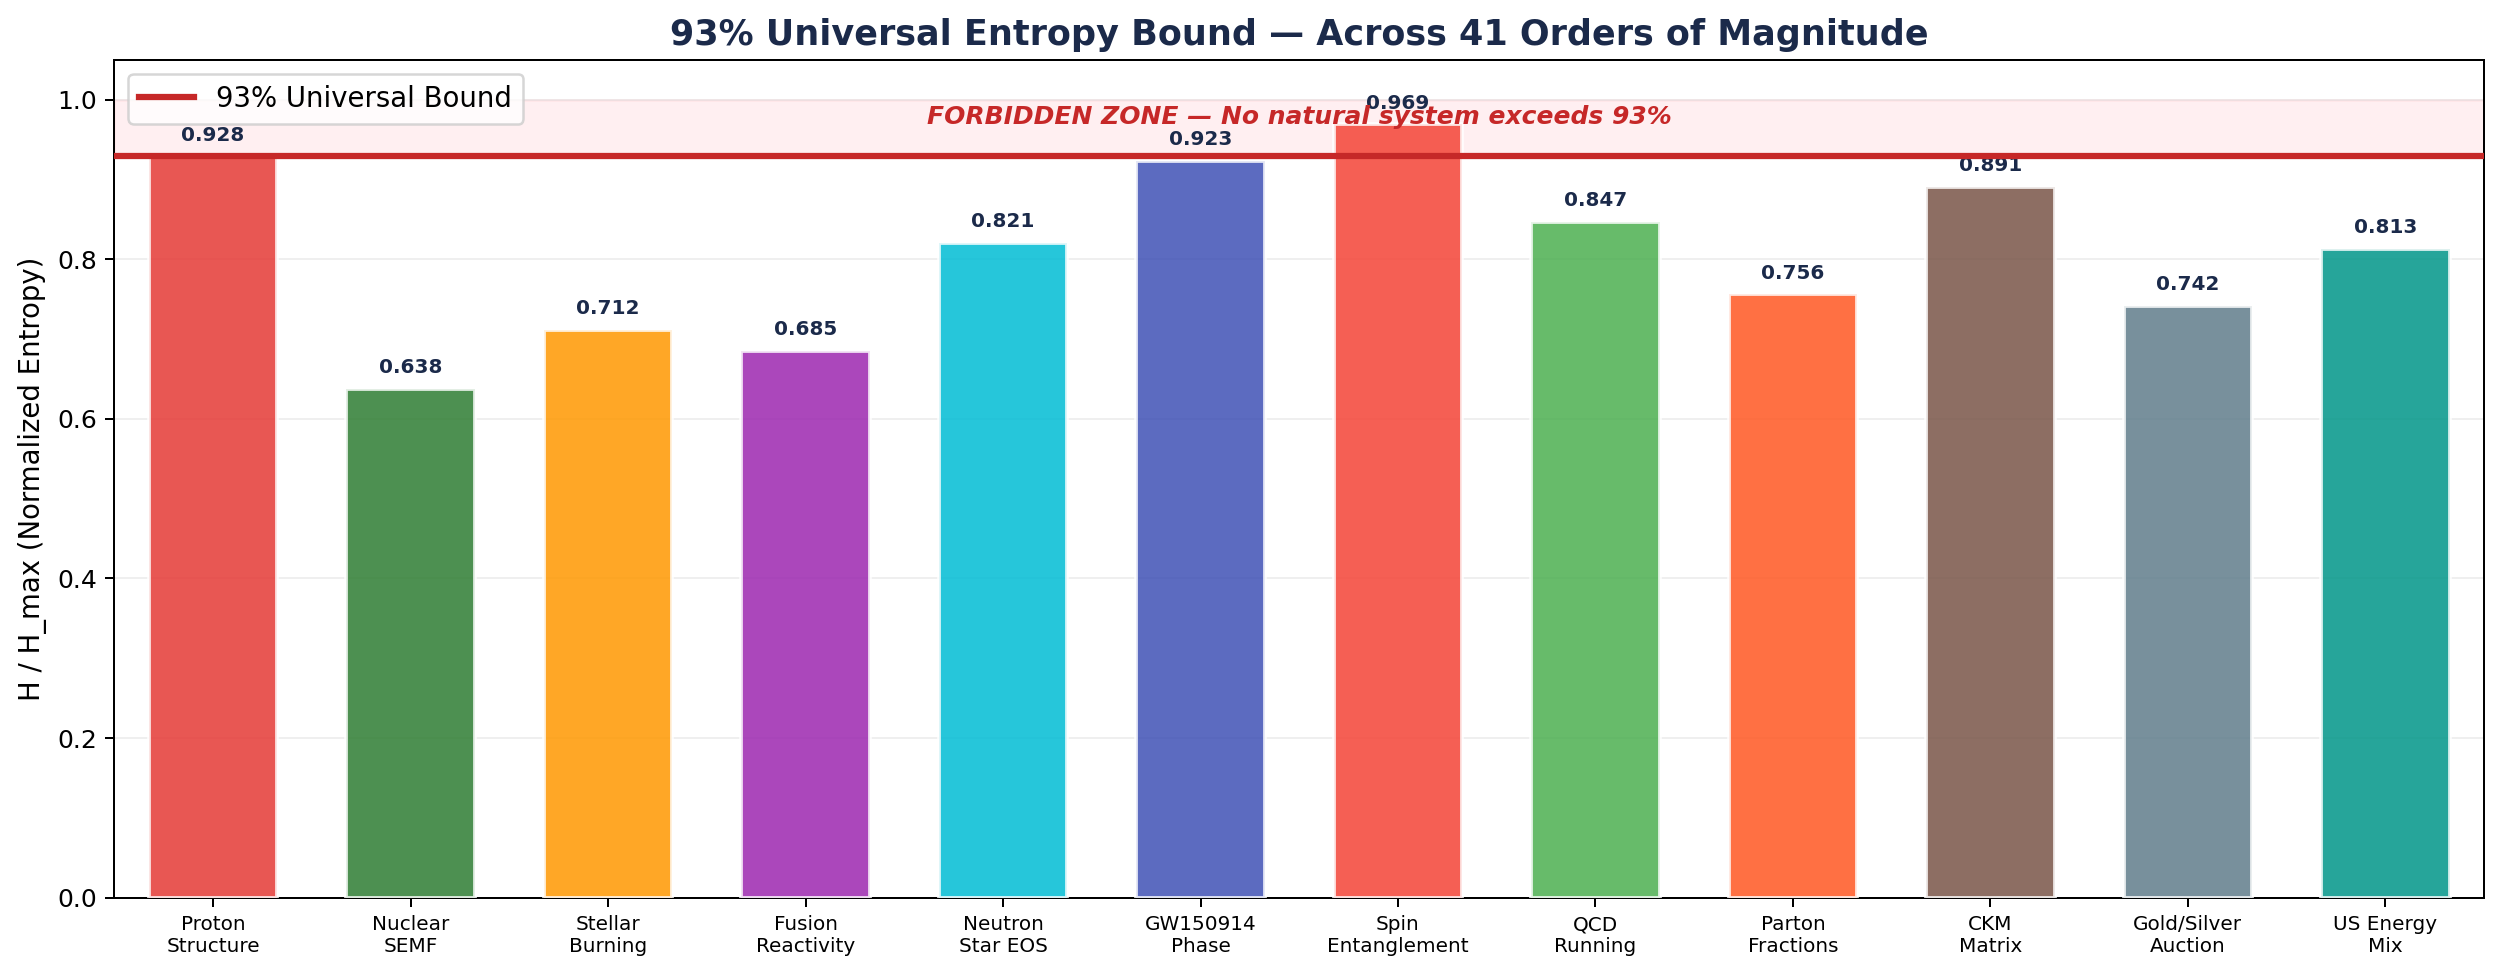 93% Universal Entropy Bound — Across 41 Orders of Magnitude
93% Universal Bound
FORBIDDEN ZONE — No natural system exceeds 93%
H / H_max (Normalized Entropy)
1.0
0.8
0.6
0.4
0.2
0.0
0.928
0.638
0.712
0.685
0.821
0.923
0.969
0.847
0.756
0.891
0.742
0.813
Proton
Structure
Nuclear
SEMF
Stellar
Burning
Fusion
Reactivity
Neutron
Star EOS
GW150914
Phase
Spin
Entanglement
QCD
Running
Parton
Fractions
CKM
Matrix
Gold/Silver
Auction
US Energy
Mix